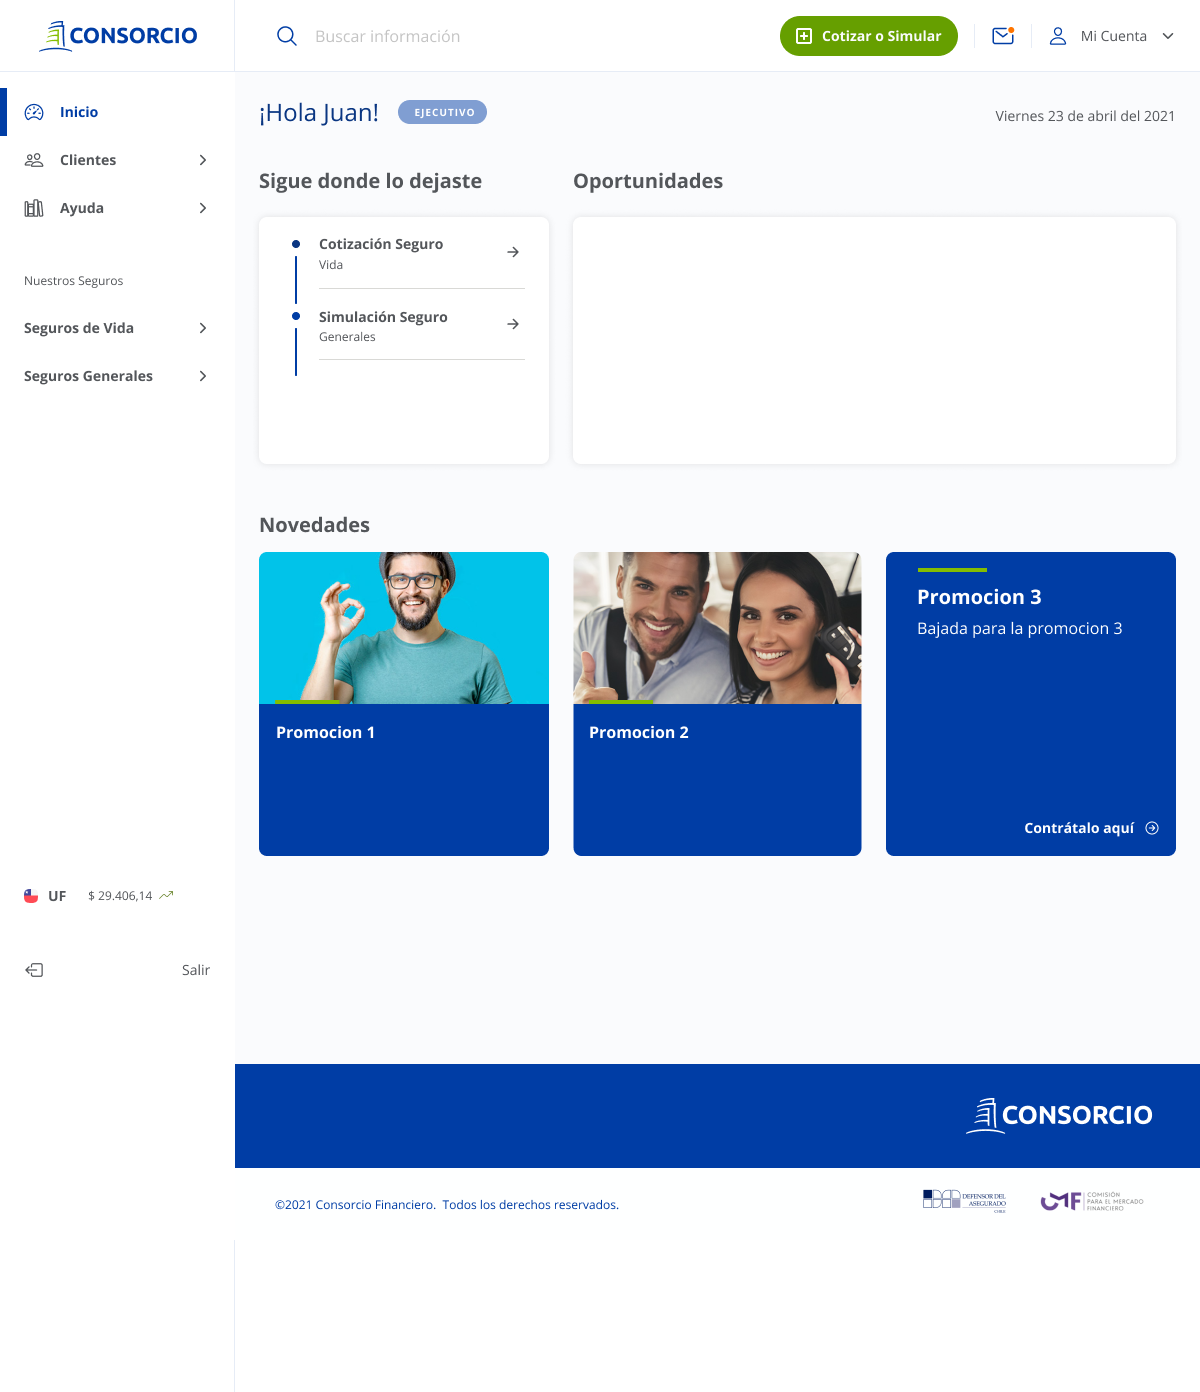 CONSORCIO
Buscar información
Cotizar o Simular
Mi Cuenta
Inicio
Clientes
Ayuda
Nuestros Seguros
Seguros de Vida
Seguros Generales
UF $ 29.406,14
Salir
¡Hola Juan!
EJECUTIVO
Viernes 23 de abril del 2021
Sigue donde lo dejaste
Cotización Seguro
Vida
Simulación Seguro
Generales
Oportunidades
Novedades
Promocion 1
Promocion 2
Promocion 3
Bajada para la promocion 3
Contrátalo aquí
CONSORCIO
©2021 Consorcio Financiero. Todos los derechos reservados.
DEFENSOR DEL
ASEGURADO
CHILE
CMF
COMISIÓN
PARA EL MERCADO
FINANCIERO